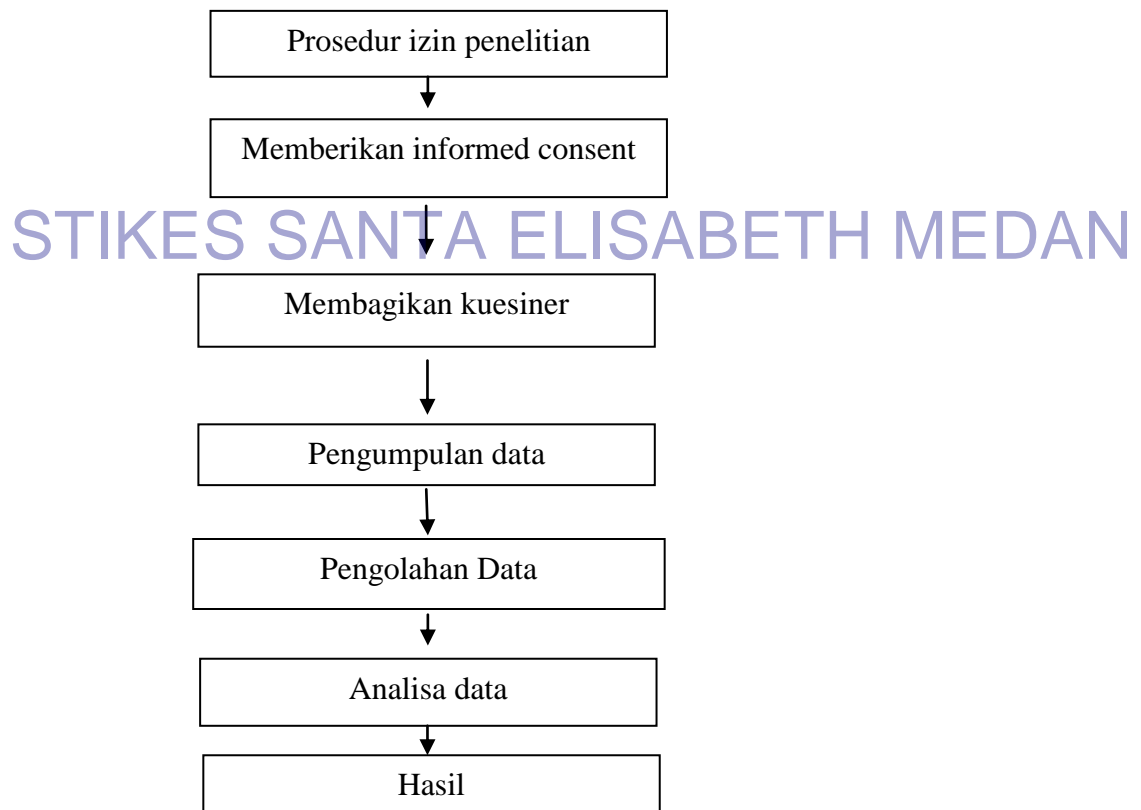 Prosedur izin penelitian
Memberikan informed consent
STIKES SANTA ELISABETH MEDAN
Membagikan kuesiner
Pengumpulan data
Pengolahan Data
Analisa data
Hasil